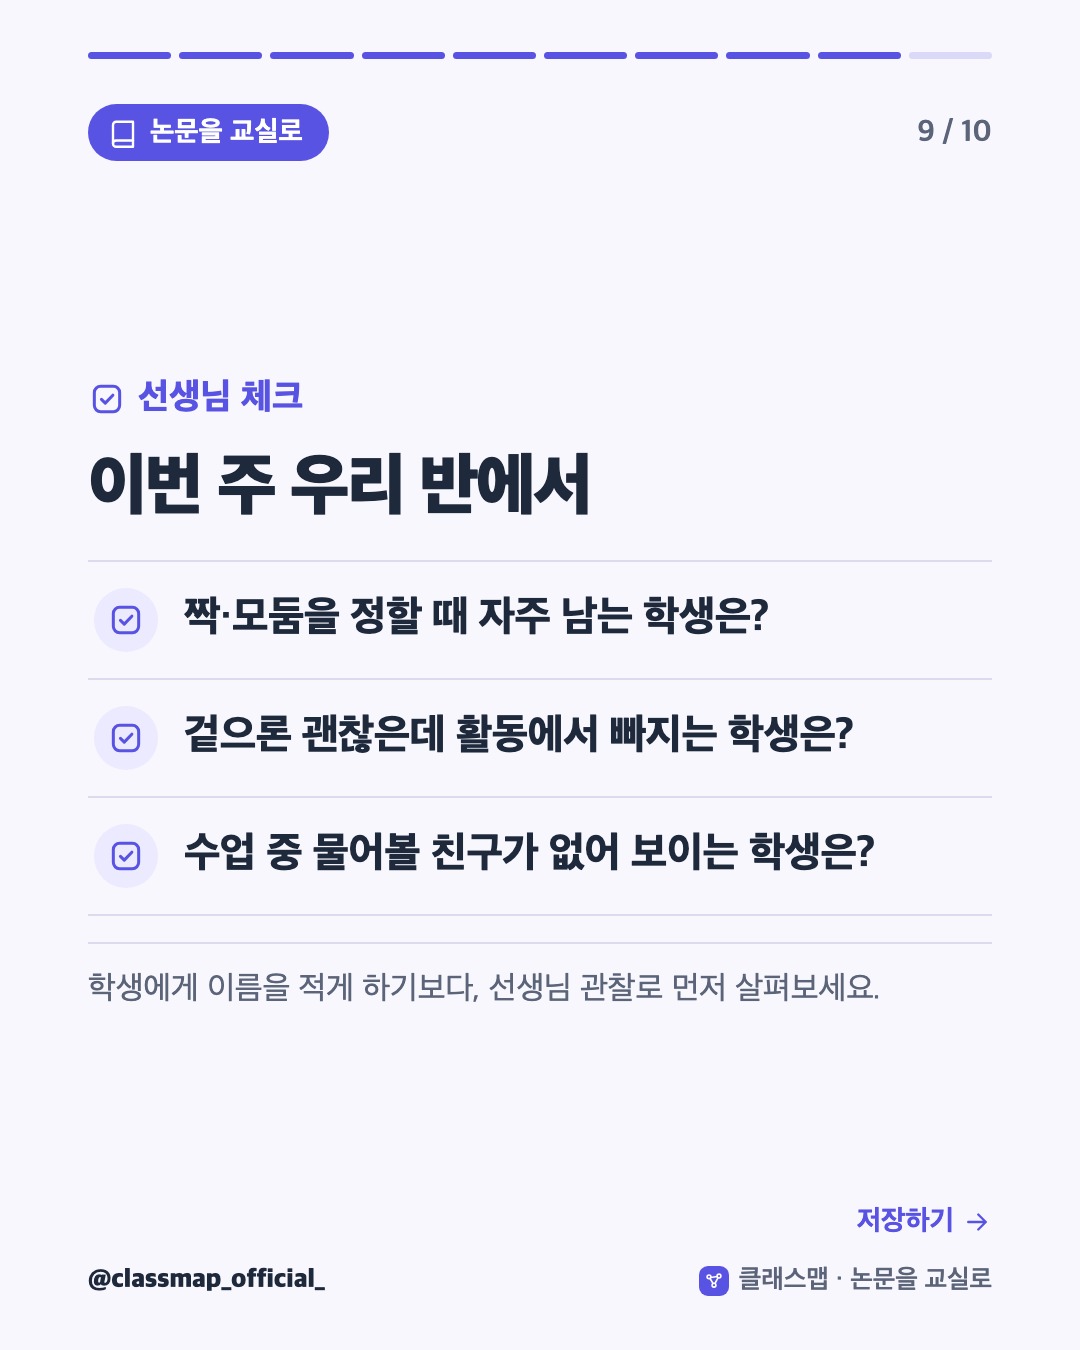 논문을 교실로
9 / 10
선생님 체크
이번 주 우리 반에서
짝·모둠을 정할 때 자주 남는 학생은?
겉으론 괜찮은데 활동에서 빠지는 학생은?
수업 중 물어볼 친구가 없어 보이는 학생은?
학생에게 이름을 적게 하기보다, 선생님 관찰로 먼저 살펴보세요.
저장하기 →
@classmap_official_
클래스맵 · 논문을 교실로